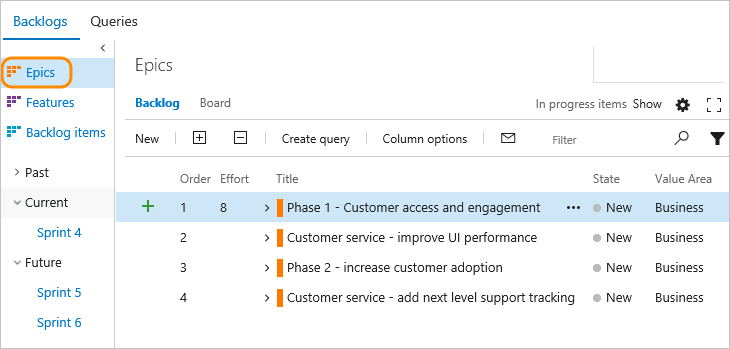 Backlogs Queries
Epics
Features
Backlog items
Past
Current
Sprint 4
Future
Sprint 5
Sprint 6
Epics
Backlog Board In progress items Show
New Create query Column options Filter
Order Effort Title State Value Area
1 8 Phase 1 - Customer access and engagement New Business
2 Customer service - improve UI performance New Business
3 Phase 2 - increase customer adoption New Business
4 Customer service - add next level support tracking New Business